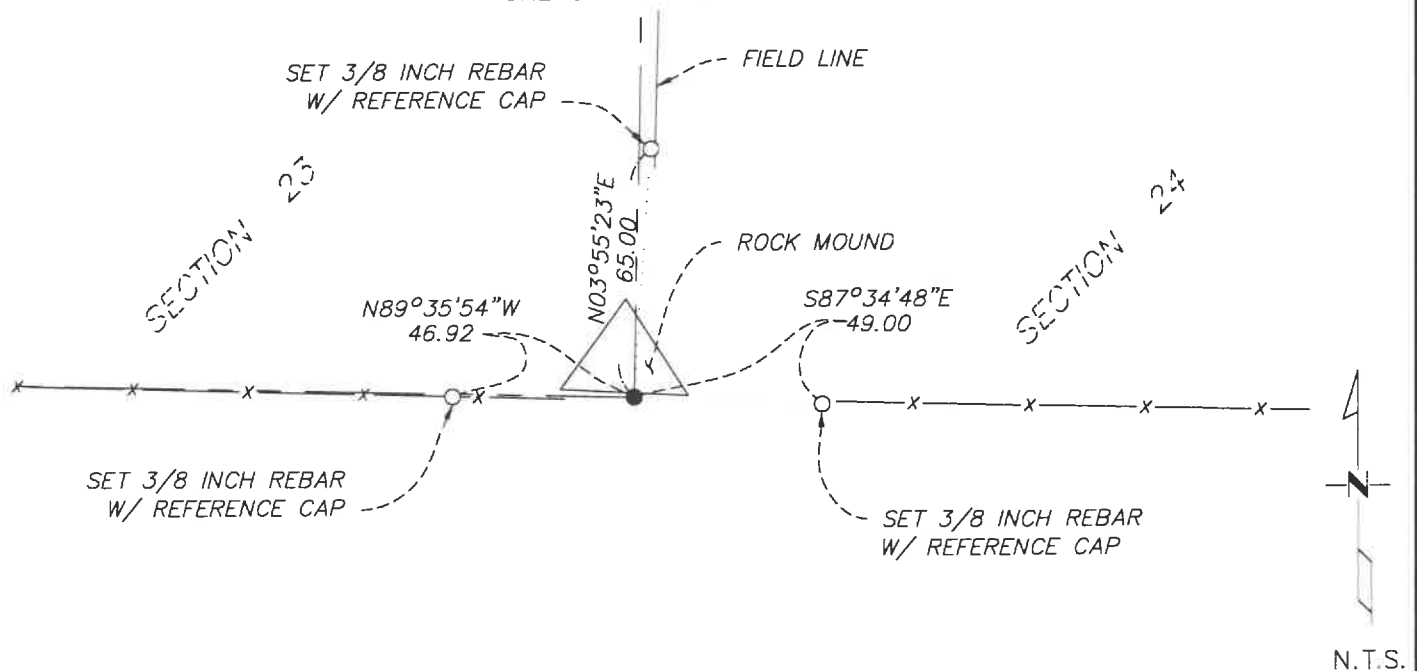 FIELD LINE
SET 3/8 INCH REBAR
W/ REFERENCE CAP
SECTION 23
N03°55'23"E
65.00
ROCK MOUND
SECTION 24
N89°35'54"W
46.92
S87°34'48"E
49.00
x x x x x x x x x
SET 3/8 INCH REBAR
W/ REFERENCE CAP
SET 3/8 INCH REBAR
W/ REFERENCE CAP
N
N.T.S.